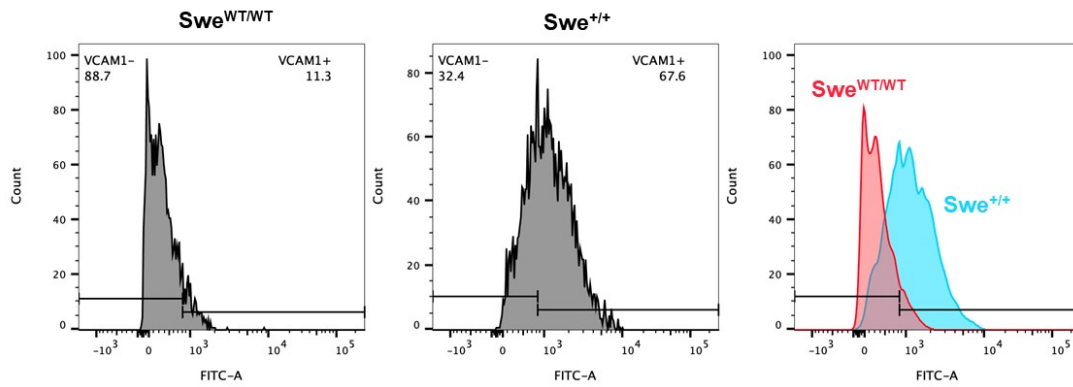 Swe^WT/WT
VCAM1-
88.7
VCAM1+
11.3
100
80
60
40
20
0
Count
-10^3
0
10^3
10^4
10^5
FITC-A
Swe^+/+
VCAM1-
32.4
VCAM1+
67.6
80
60
40
20
0
Count
-10^3
0
10^3
10^4
10^5
FITC-A
100
80
60
40
20
0
Count
Swe^WT/WT
Swe^+/+
-10^3
0
10^3
10^4
10^5
FITC-A